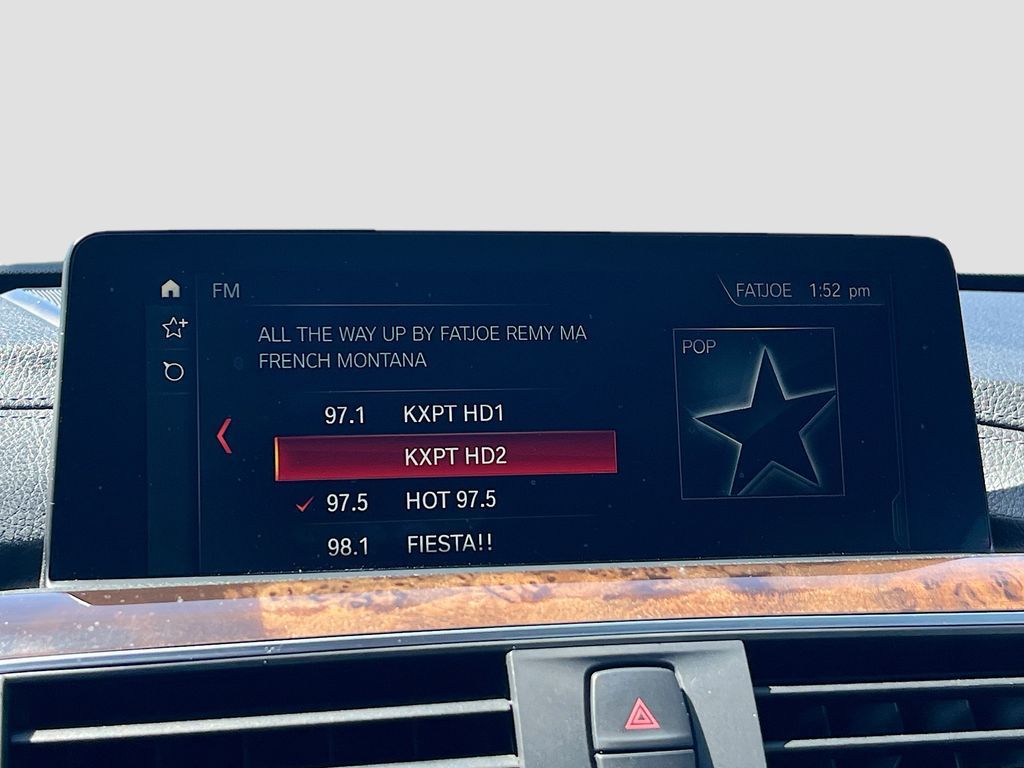 FM
FATJOE 1:52 pm
ALL THE WAY UP BY FATJOE REMY MA
FRENCH MONTANA
POP
97.1 KXPT HD1
KXPT HD2
97.5 HOT 97.5
98.1 FIESTA!!